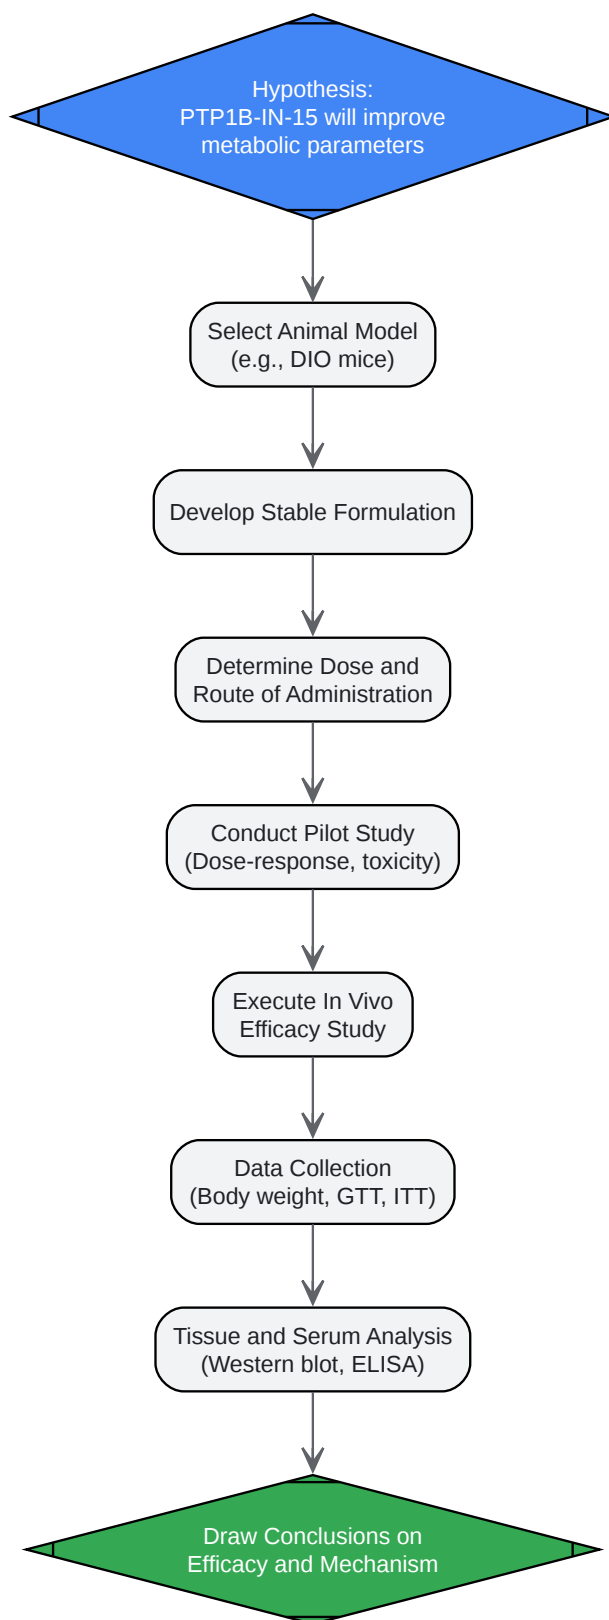 Hypothesis:
PTP1B-IN-15 will improve
metabolic parameters
Select Animal Model
(e.g., DIO mice)
Develop Stable Formulation
Determine Dose and
Route of Administration
Conduct Pilot Study
(Dose-response, toxicity)
Execute In Vivo
Efficacy Study
Data Collection
(Body weight, GTT, ITT)
Tissue and Serum Analysis
(Western blot, ELISA)
Draw Conclusions on
Efficacy and Mechanism